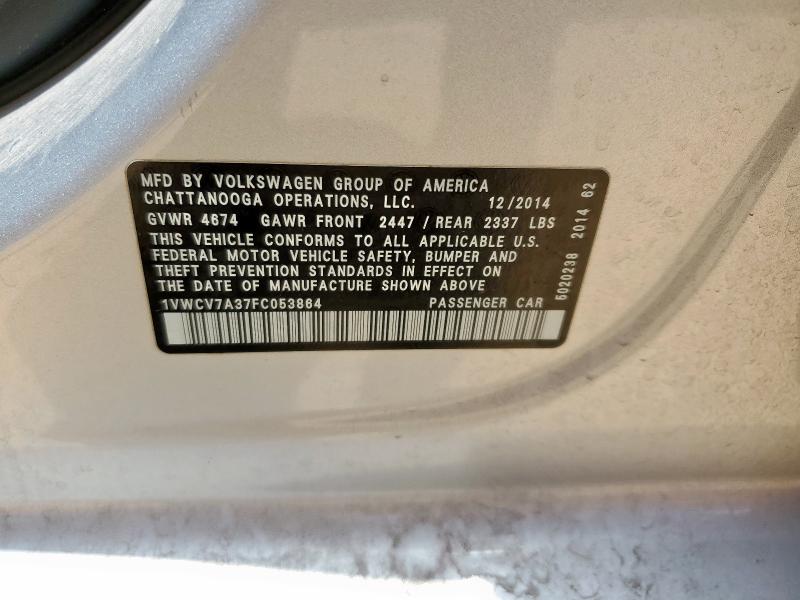 MFD BY VOLKSWAGEN GROUP OF AMERICA
CHATTANOOGA OPERATIONS, LLC. 12/2014
GVWR 4674 GAWR FRONT 2447 / REAR 2337 LBS
THIS VEHICLE CONFORMS TO ALL APPLICABLE U.S.
FEDERAL MOTOR VEHICLE SAFETY, BUMPER AND
THEFT PREVENTION STANDARDS IN EFFECT ON
THE DATE OF MANUFACTURE SHOWN ABOVE
1VWCV7A37FC053864 PASSENGER CAR
5020238 2014 62